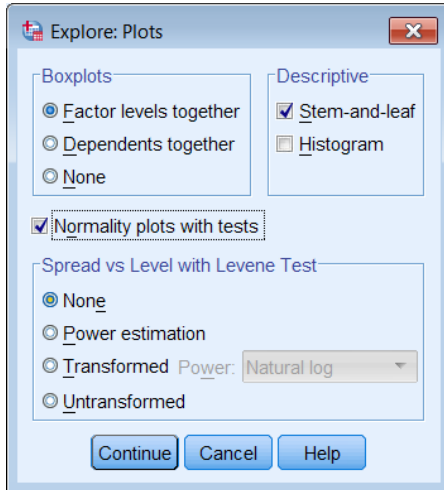 Explore: Plots
Boxplots
Factor levels together
Dependents together
None
Descriptive
Stem-and-leaf
Histogram
Normality plots with tests
Spread vs Level with Levene Test
None
Power estimation
Transformed Power: Natural log
Untransformed
Continue Cancel Help